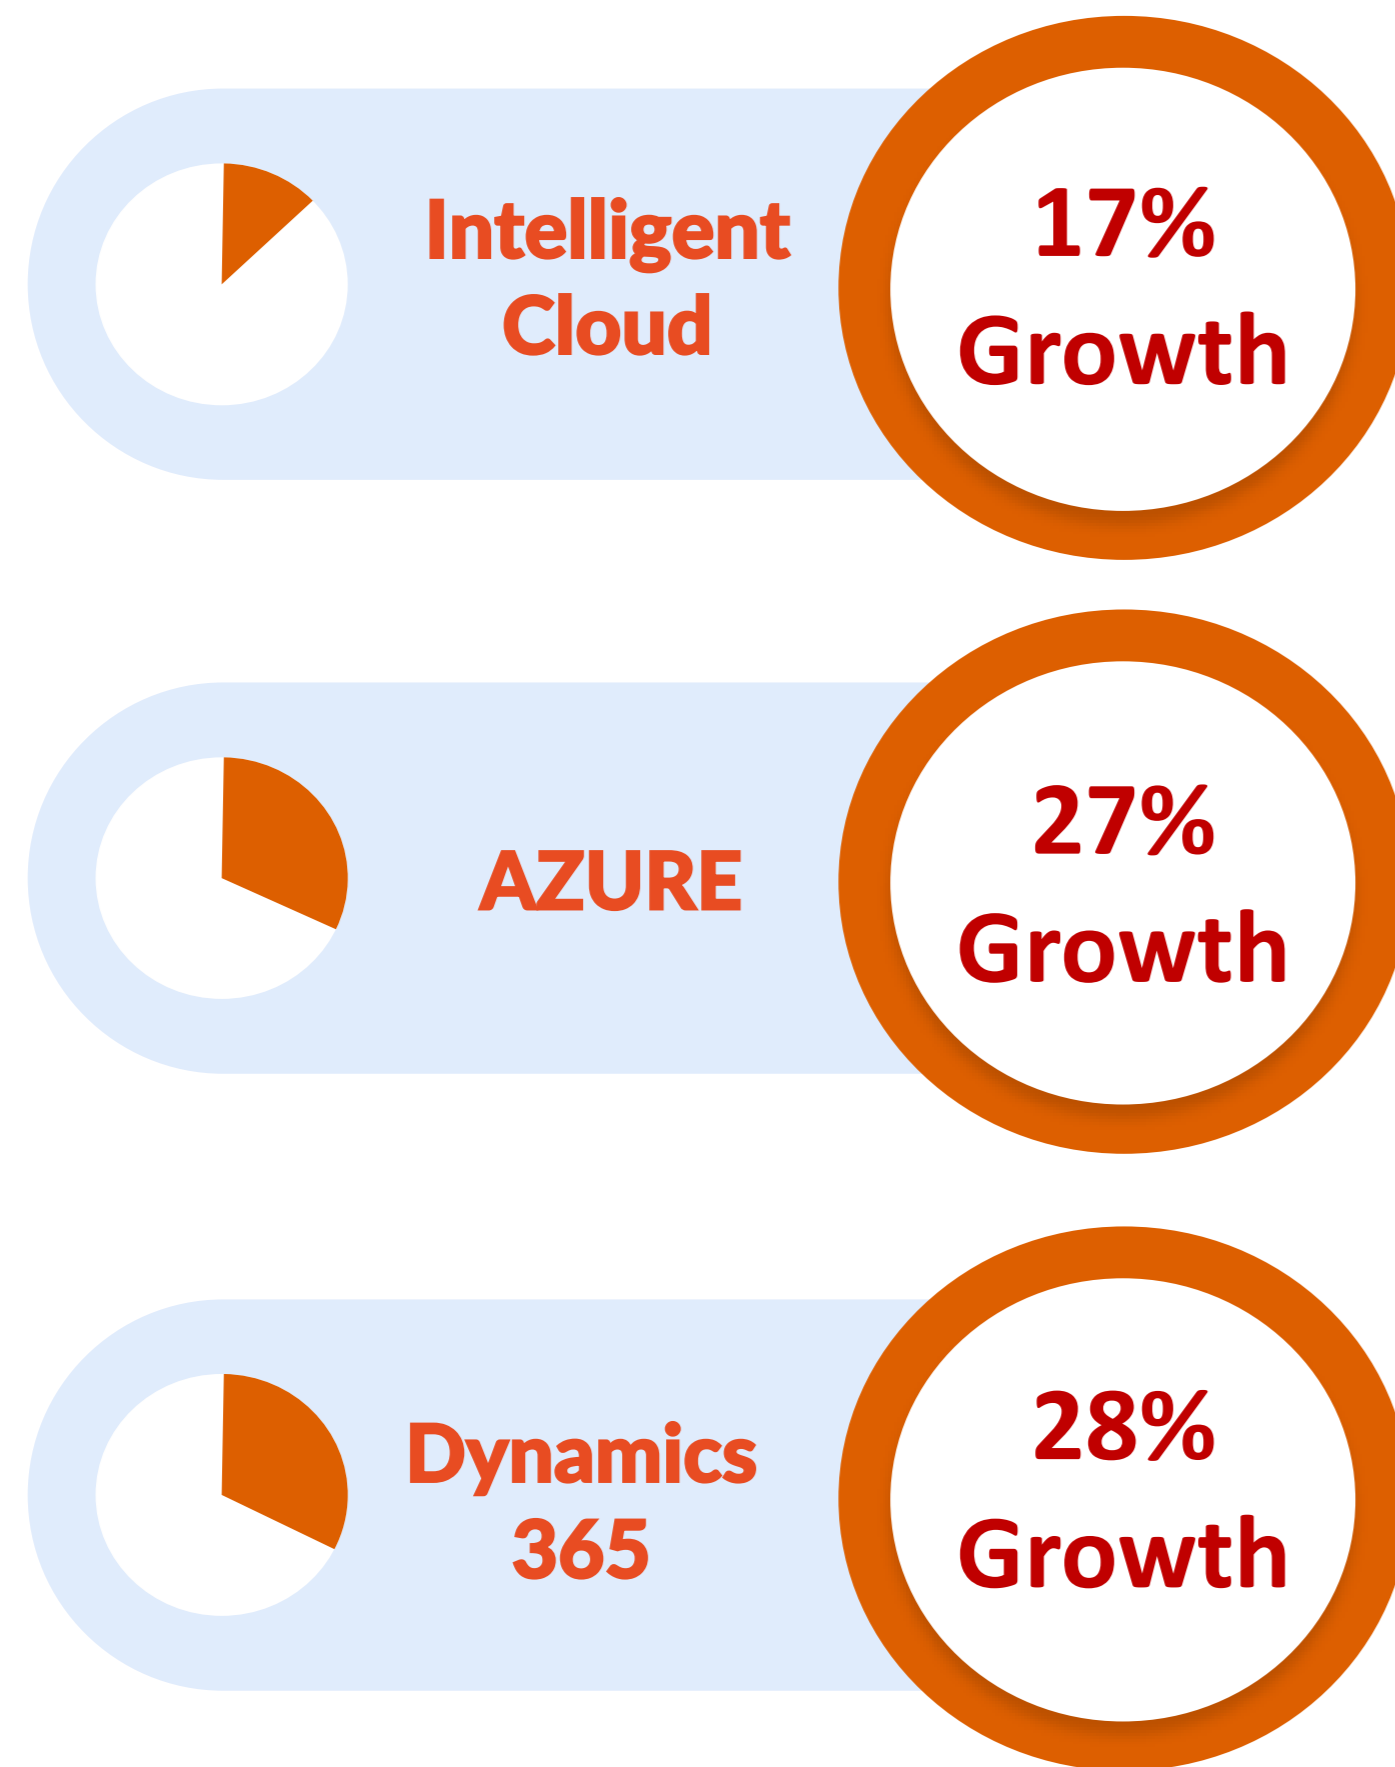 Intelligent
Cloud
17%
Growth
AZURE
27%
Growth
Dynamics
365
28%
Growth